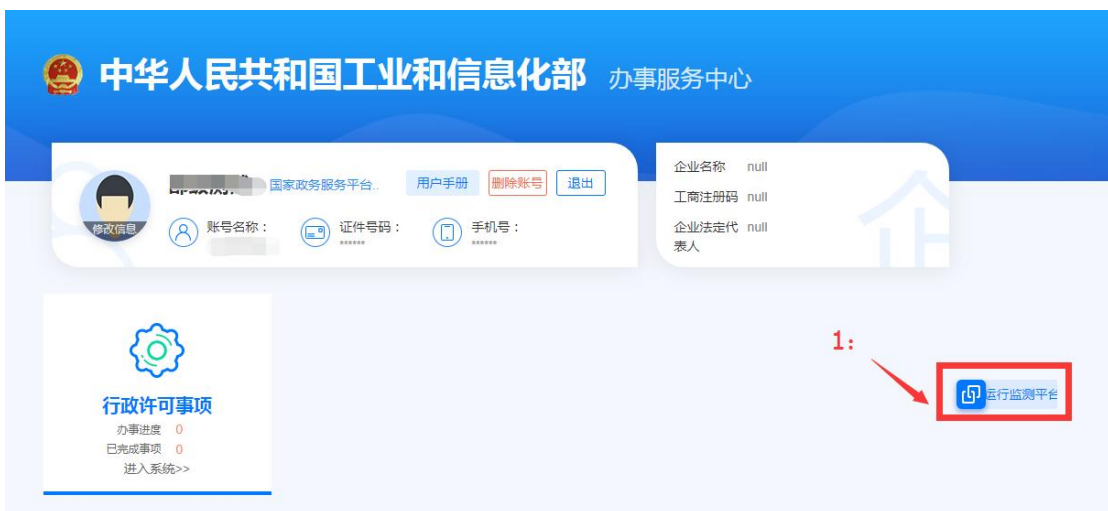 中华人民共和国工业和信息化部 办事服务中心
国家政务服务平台.. 用户手册 删除账号 退出
修改信息
账号名称： 证件号码： 手机号：
****** ******
企业名称 null
工商注册码 null
企业法定代表人 null
企
1:
运行监测平台
行政许可事项
办事进度 0
已完成事项 0
进入系统>>